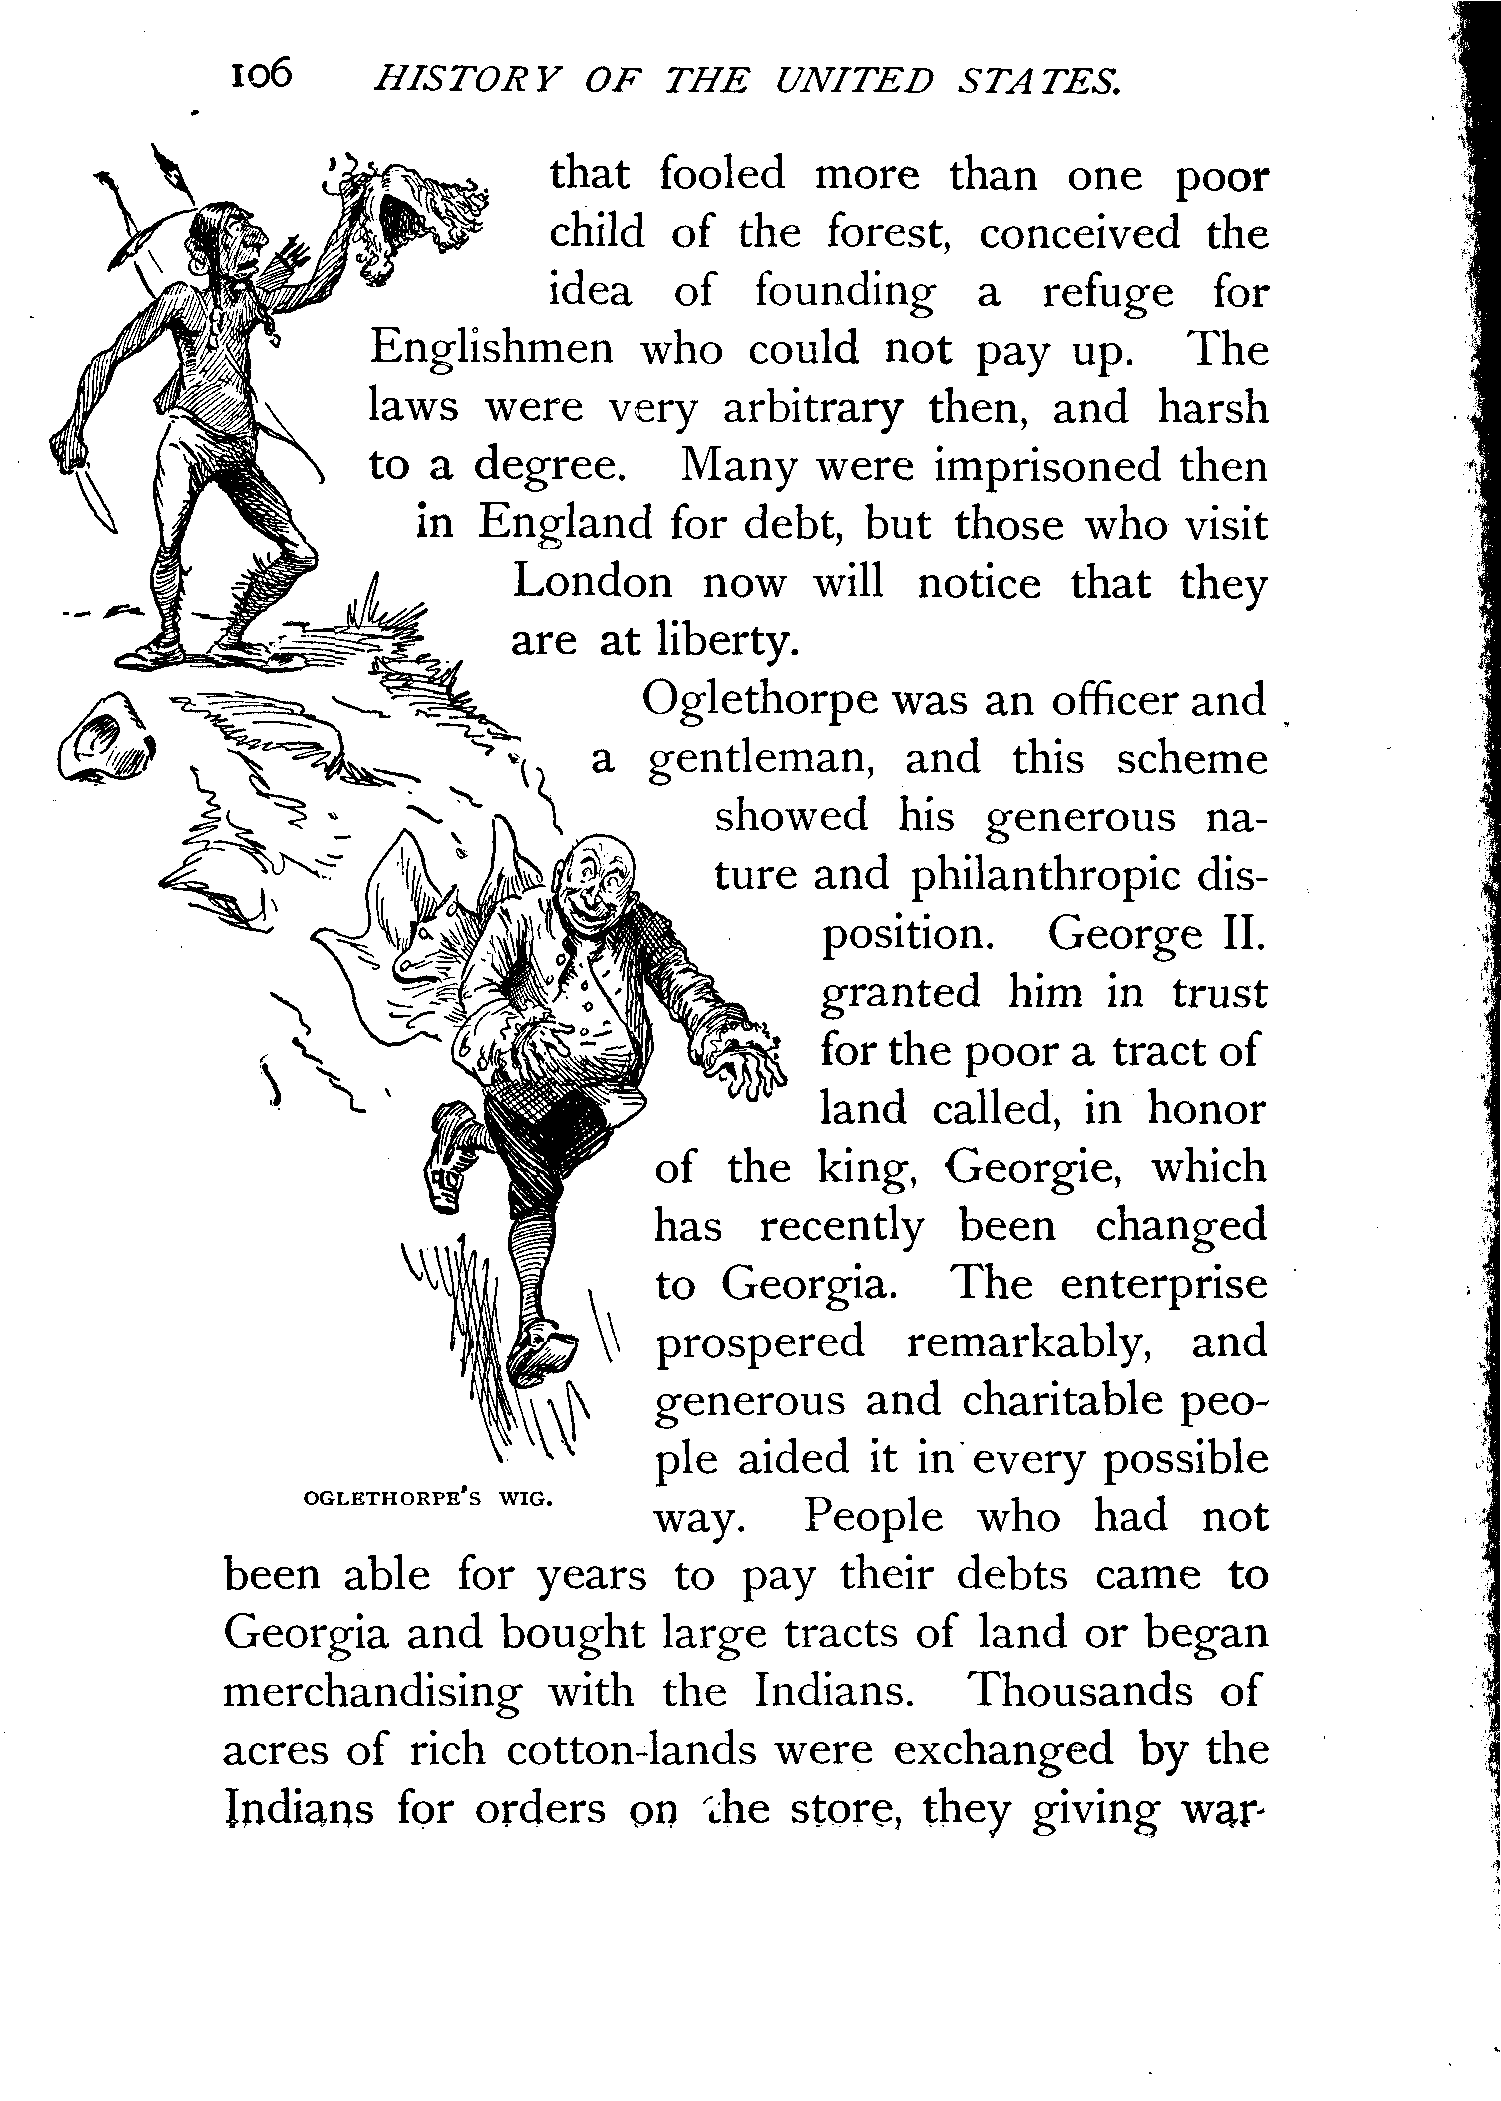 106 HISTORY OF THE UNITED STATES.
that fooled more than one poor
child of the forest, conceived the
idea of founding a refuge for
Englishmen who could not pay up. The
laws were very arbitrary then, and harsh
to a degree. Many were imprisoned then
in England for debt, but those who visit
London now will notice that they
are at liberty.
Oglethorpe was an officer and
a gentleman, and this scheme
showed his generous na-
ture and philanthropic dis-
position. George II.
granted him in trust
for the poor a tract of
land called, in honor
of the king, Georgie, which
has recently been changed
to Georgia. The enterprise
prospered remarkably, and
generous and charitable peo-
ple aided it in every possible
way. People who had not
been able for years to pay their debts came to
Georgia and bought large tracts of land or began
merchandising with the Indians. Thousands of
acres of rich cotton-lands were exchanged by the
Indians for orders on the store, they giving war-
OGLETHORPE'S WIG.